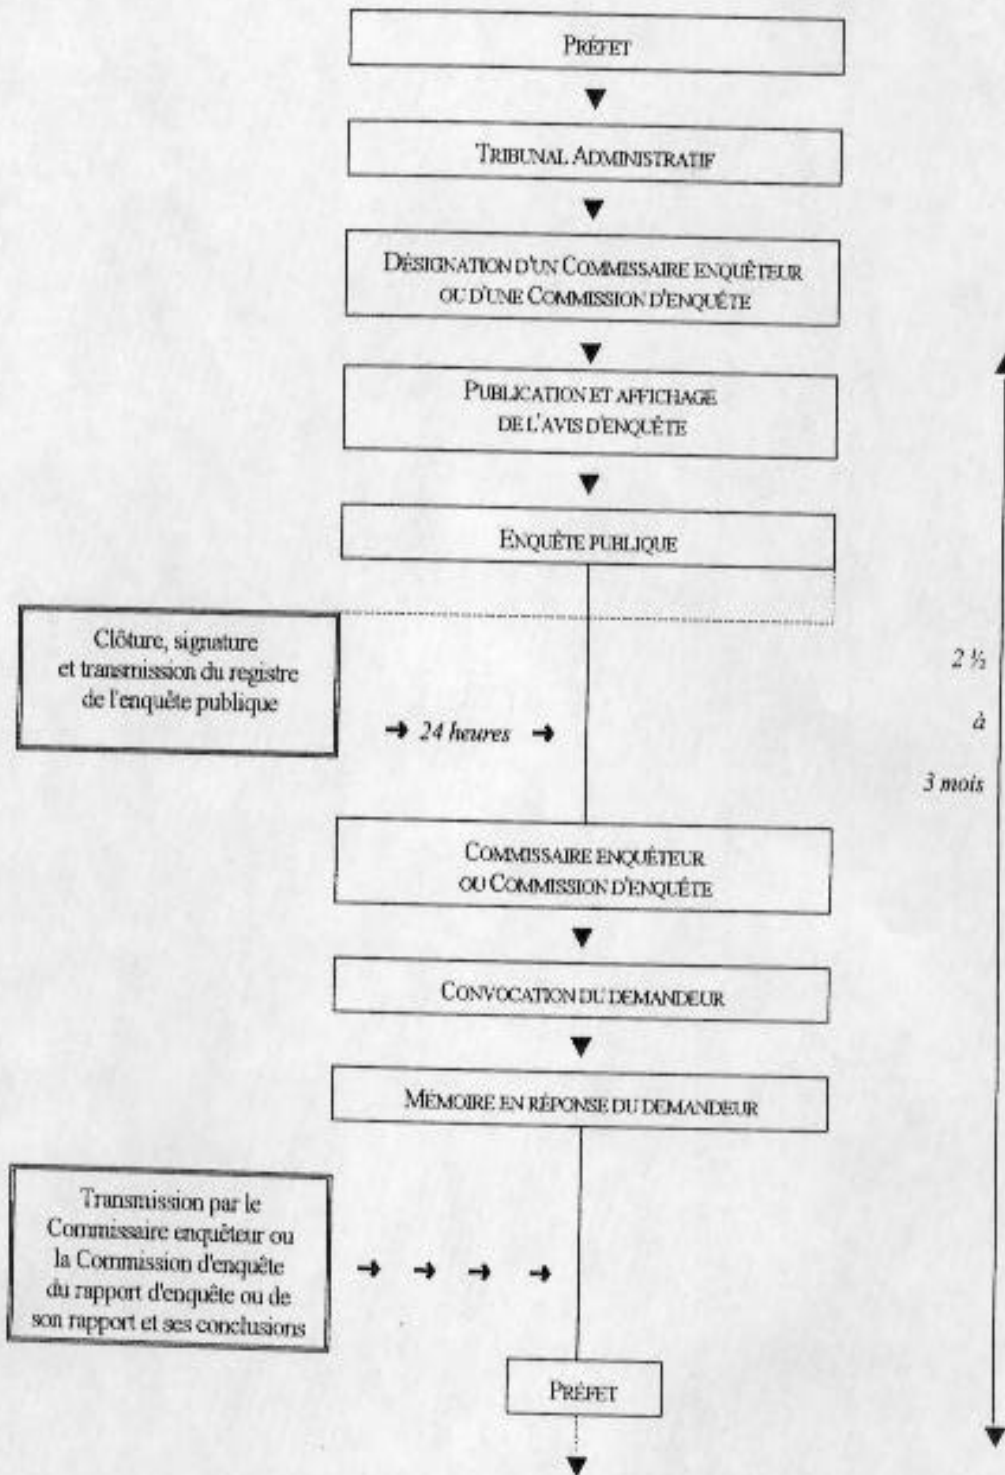 PRÉFET
TRIBUNAL ADMINISTRATIF
DÉSIGNATION D'UN COMMISSAIRE ENQUÊTEUR
OU D'UNE COMMISSION D'ENQUÊTE
PUBLICATION ET AFFICHAGE
DE L'AVIS D'ENQUÊTE
ENQUÊTE PUBLIQUE
Clôture, signature
et transmission du registre
de l'enquête publique
24 heures
2 ½
à
3 mois
COMMISSAIRE ENQUÊTEUR
OU COMMISSION D'ENQUÊTE
CONVOCATION DU DEMANDEUR
MÉMOIRE EN RÉPONSE DU DEMANDEUR
Transmission par le
Commissaire enquêteur ou
la Commission d'enquête
du rapport d'enquête ou de
son rapport et ses conclusions
PRÉFET